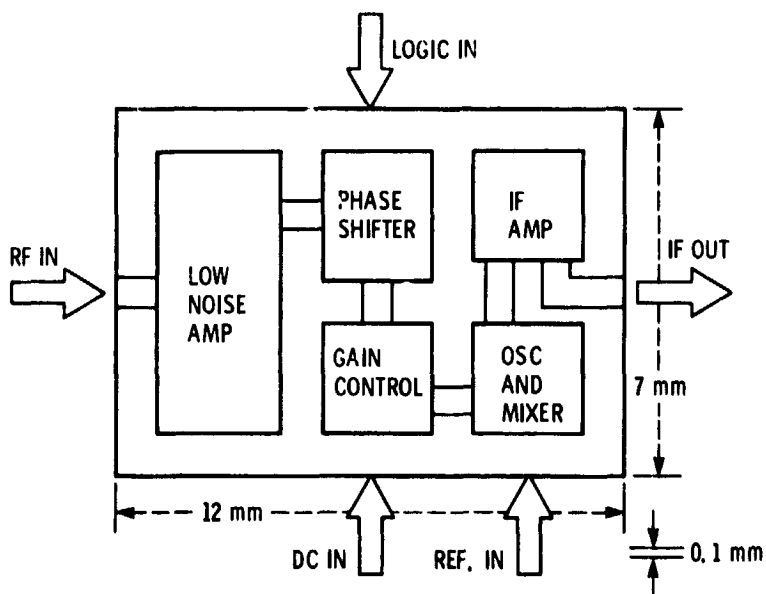 LOGIC IN
PHASE
SHIFTER
IF
AMP
RF IN
LOW
NOISE
AMP
IF OUT
GAIN
CONTROL
OSC
AND
MIXER
7 mm
12 mm
DC IN
REF. IN
0.1 mm